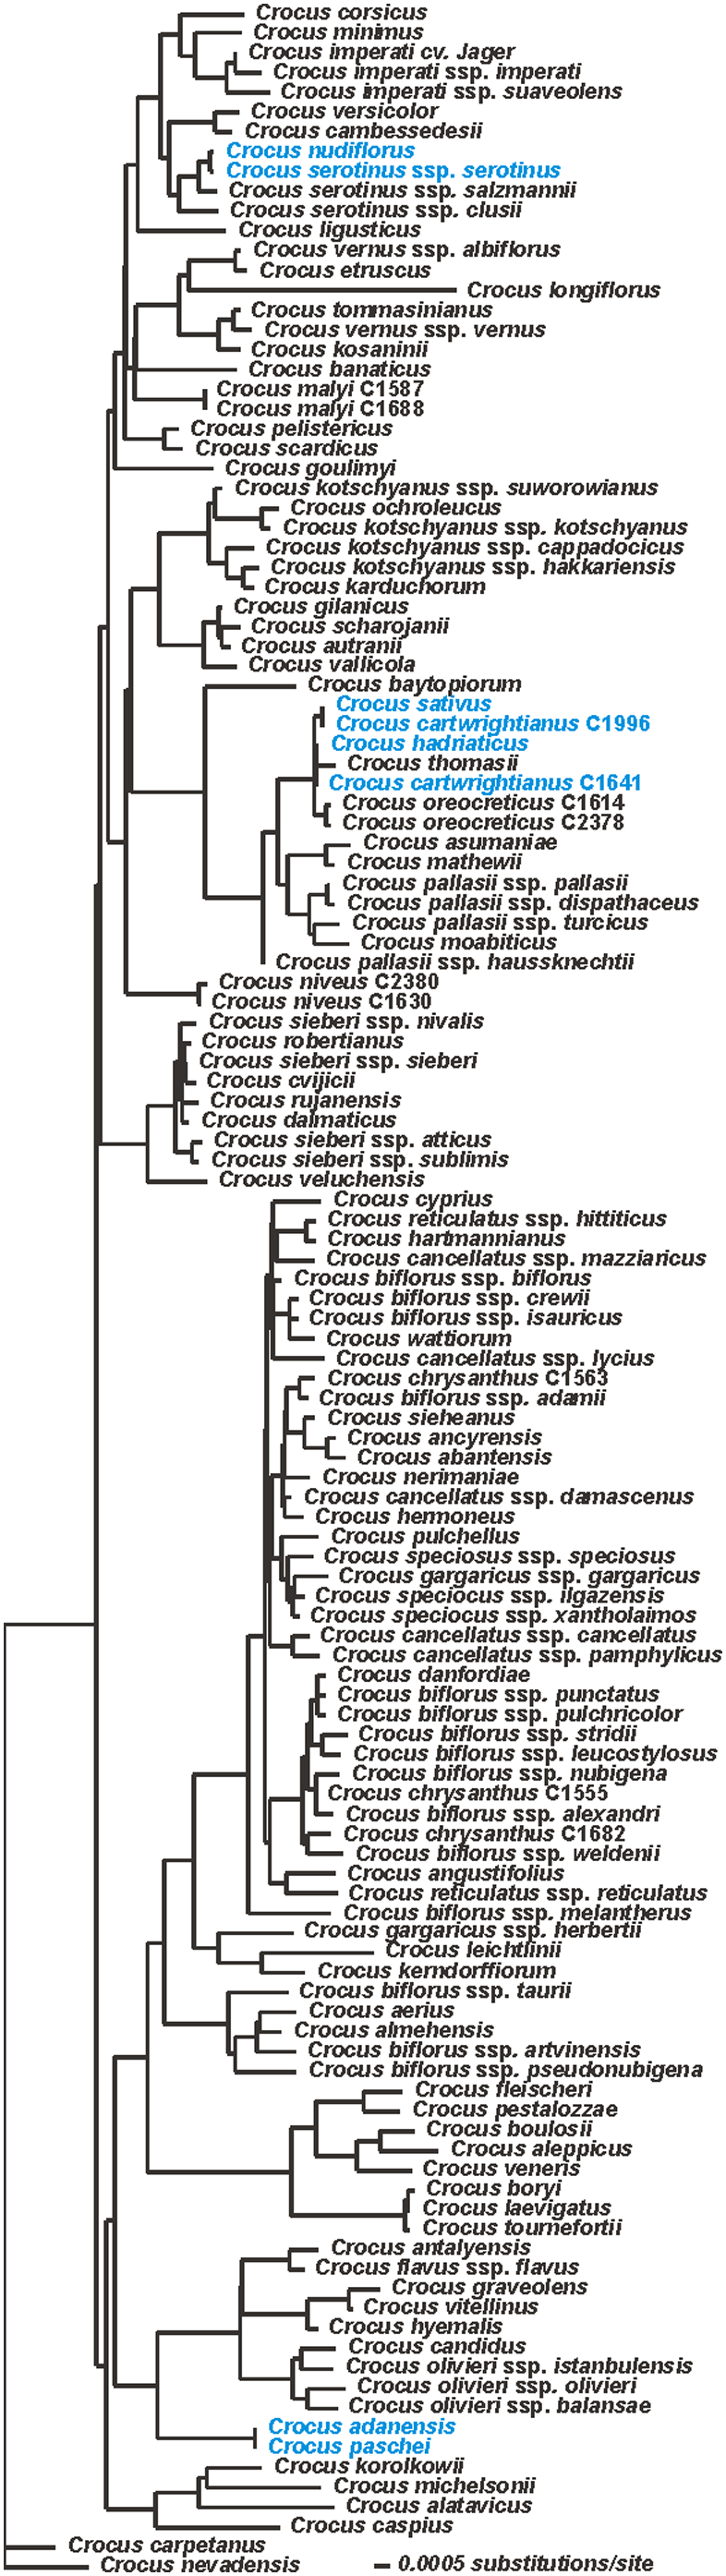 Crocus corsicus
Crocus minimus
Crocus imperati cv. Jager
Crocus imperati ssp. imperati
Crocus imperati ssp. suaveolens
Crocus versicolor
Crocus cambessedesii
Crocus nudiflorus
Crocus serotinus ssp. serotinus
Crocus serotinus ssp. salzmannii
Crocus serotinus ssp. clusii
Crocus ligusticus
Crocus vernus ssp. albiflorus
Crocus etruscus
Crocus longiflorus
Crocus tommasinianus
Crocus vernus ssp. vernus
Crocus kosaninii
Crocus banaticus
Crocus malyi C1587
Crocus malyi C1688
Crocus pelistericus
Crocus scardicus
Crocus goulimyi
Crocus kotschyanus ssp. suworowianus
Crocus ochroleucus
Crocus kotschyanus ssp. kotschyanus
Crocus kotschyanus ssp. cappadocicus
Crocus kotschyanus ssp. hakkariensis
Crocus karduchorum
Crocus gilanicus
Crocus scharojanii
Crocus autranii
Crocus vallicola
Crocus baytopiorum
Crocus sativus
Crocus cartwrightianus C1996
Crocus hadriaticus
Crocus thomasii
Crocus cartwrightianus C1641
Crocus oreocreticus C1614
Crocus oreocreticus C2378
Crocus asumaniae
Crocus mathewii
Crocus pallasii ssp. pallasii
Crocus pallasii ssp. dispathaceus
Crocus pallasii ssp. turcicus
Crocus moabiticus
Crocus pallasii ssp. haussknechtii
Crocus niveus C2380
Crocus niveus C1630
Crocus sieberi ssp. nivalis
Crocus robertianus
Crocus sieberi ssp. sieberi
Crocus cvijicii
Crocus rujanensis
Crocus dalmaticus
Crocus sieberi ssp. atticus
Crocus sieberi ssp. sublimis
Crocus veluchensis
Crocus cyprius
Crocus reticulatus ssp. hittiticus
Crocus hartmannianus
Crocus cancellatus ssp. mazziaricus
Crocus biflorus ssp. biflorus
Crocus biflorus ssp. crewii
Crocus biflorus ssp. isauricus
Crocus wattiorum
Crocus cancellatus ssp. lycius
Crocus chrysanthus C1563
Crocus biflorus ssp. adamii
Crocus sieheanus
Crocus ancyrensis
Crocus abantensis
Crocus nerimaniae
Crocus cancellatus ssp. damascenus
Crocus hermoneus
Crocus pulchellus
Crocus speciosus ssp. speciosus
Crocus gargaricus ssp. gargaricus
Crocus speciocus ssp. ilgazensis
Crocus speciocus ssp. xantholaimos
Crocus cancellatus ssp. cancellatus
Crocus cancellatus ssp. pamphylicus
Crocus danfordiae
Crocus biflorus ssp. punctatus
Crocus biflorus ssp. pulchricolor
Crocus biflorus ssp. stridii
Crocus biflorus ssp. leucostylosus
Crocus biflorus ssp. nubigena
Crocus chrysanthus C1555
Crocus biflorus ssp. alexandri
Crocus chrysanthus C1682
Crocus biflorus ssp. weldenii
Crocus angustifolius
Crocus reticulatus ssp. reticulatus
Crocus biflorus ssp. melantherus
Crocus gargaricus ssp. herbertii
Crocus leichtlinii
Crocus kerndorffiorum
Crocus biflorus ssp. taurii
Crocus aerius
Crocus almehensis
Crocus biflorus ssp. artvinensis
Crocus biflorus ssp. pseudonubigena
Crocus fleischeri
Crocus pestalozzae
Crocus boulosii
Crocus aleppicus
Crocus veneris
Crocus boryi
Crocus laevigatus
Crocus tournefortii
Crocus antalyensis
Crocus flavus ssp. flavus
Crocus graveolens
Crocus vitellinus
Crocus hyemalis
Crocus candidus
Crocus olivieri ssp. istanbulensis
Crocus olivieri ssp. olivieri
Crocus olivieri ssp. balansae
Crocus adanensis
Crocus paschei
Crocus korolkowii
Crocus michelsonii
Crocus alatavicus
Crocus caspius
Crocus carpetanus
Crocus nevadensis
0.0005 substitutions/site